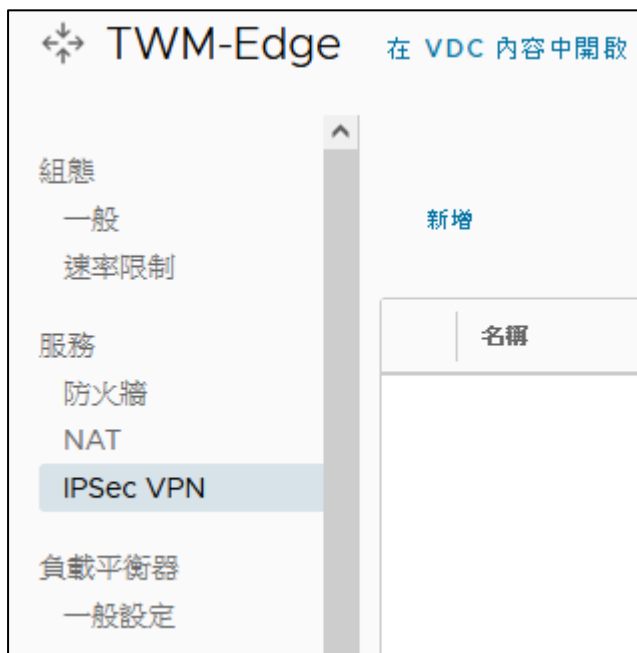 TWM-Edge 在 VDC 內容中開啟
組態
一般
速率限制
服務
防火牆
NAT
IPSec VPN
負載平衡器
一般設定
新增
名稱